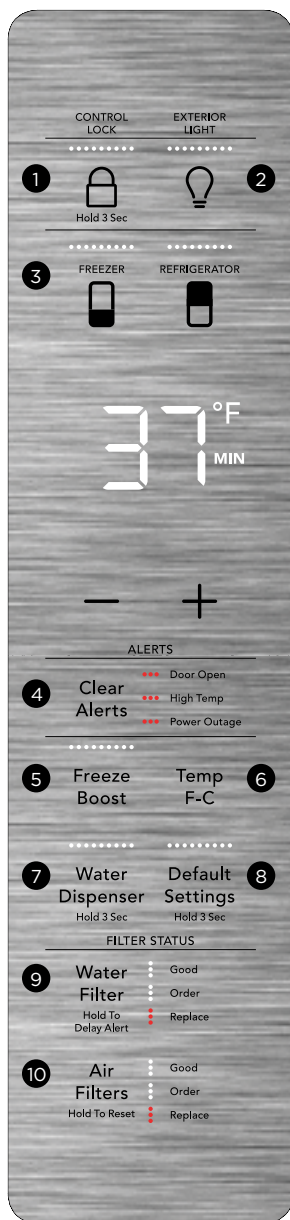 CONTROL LOCK
EXTERIOR LIGHT
1
2
Hold 3 Sec
3
FREEZER
REFRIGERATOR
37 °F
MIN
− +
ALERTS
4
Clear
Alerts
Door Open
High Temp
Power Outage
5
Freeze
Boost
Temp
F-C
6
7
Water
Dispenser
Hold 3 Sec
Default
Settings
Hold 3 Sec
8
FILTER STATUS
9
Water
Filter
Hold To
Delay Alert
Good
Order
Replace
10
Air
Filters
Hold To Reset
Good
Order
Replace